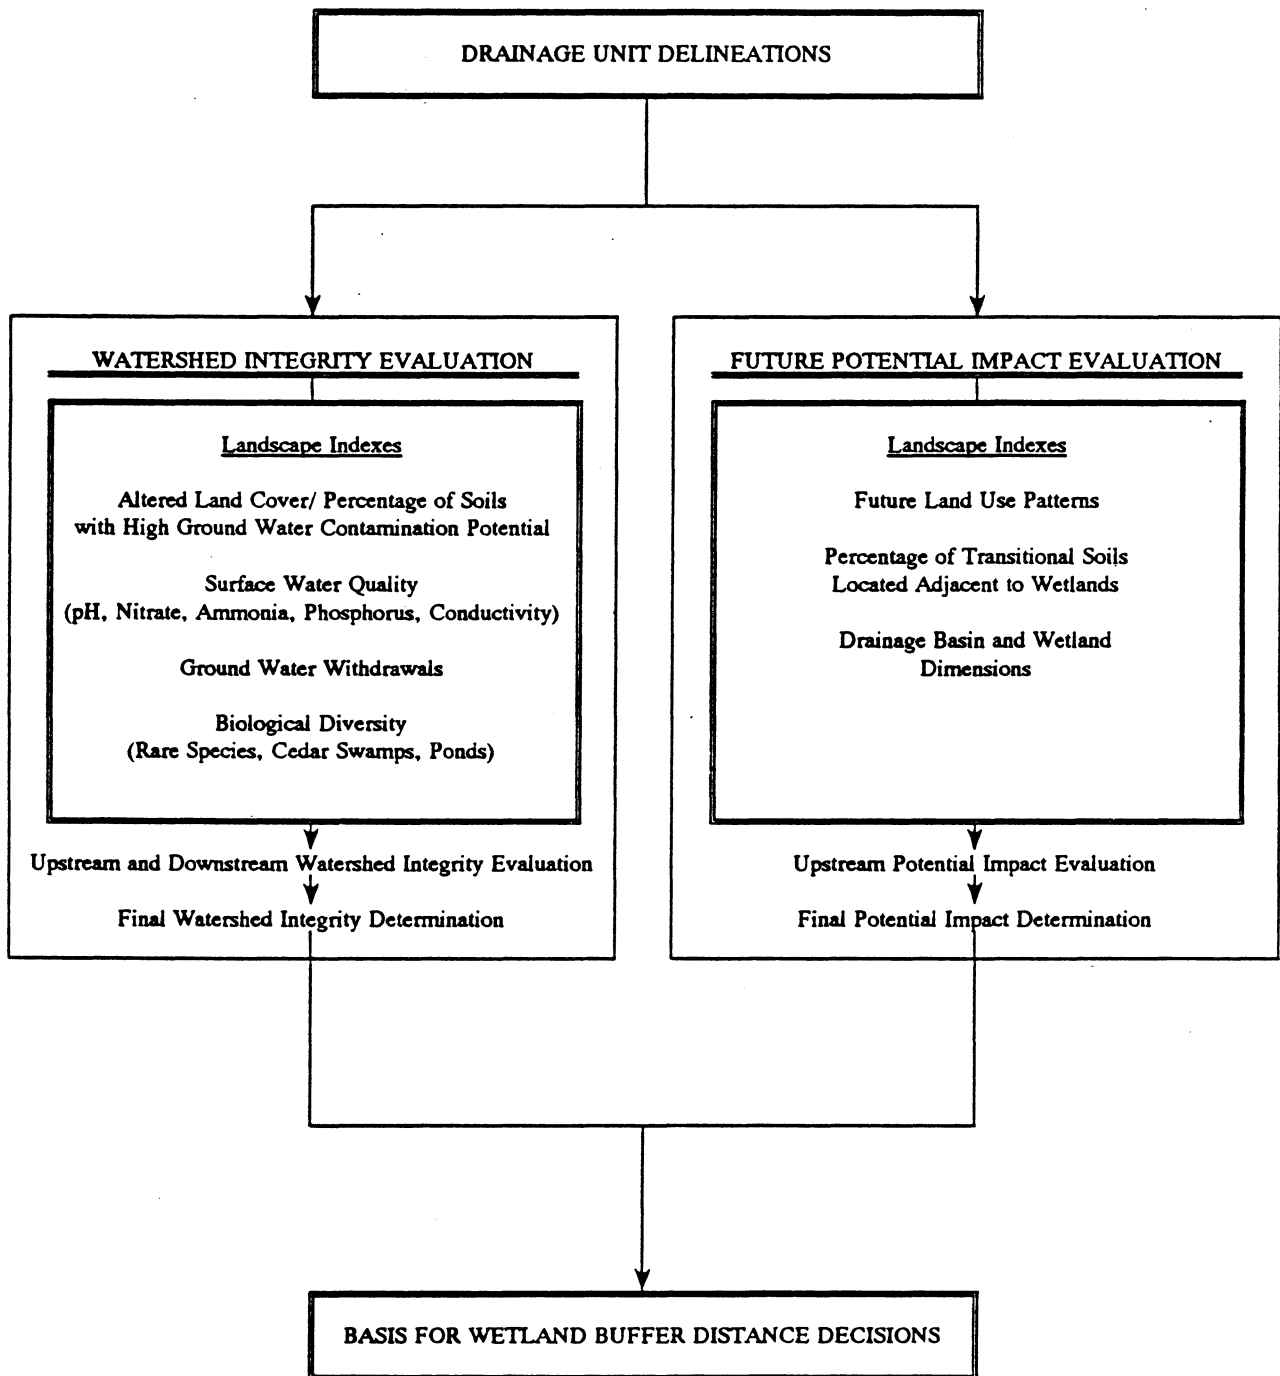 DRAINAGE UNIT DELINEATIONS
WATERSHED INTEGRITY EVALUATION
Landscape Indexes
Altered Land Cover/ Percentage of Soils
with High Ground Water Contamination Potential
Surface Water Quality
(pH, Nitrate, Ammonia, Phosphorus, Conductivity)
Ground Water Withdrawals
Biological Diversity
(Rare Species, Cedar Swamps, Ponds)
Upstream and Downstream Watershed Integrity Evaluation
Final Watershed Integrity Determination
FUTURE POTENTIAL IMPACT EVALUATION
Landscape Indexes
Future Land Use Patterns
Percentage of Transitional Soils
Located Adjacent to Wetlands
Drainage Basin and Wetland
Dimensions
Upstream Potential Impact Evaluation
Final Potential Impact Determination
BASIS FOR WETLAND BUFFER DISTANCE DECISIONS